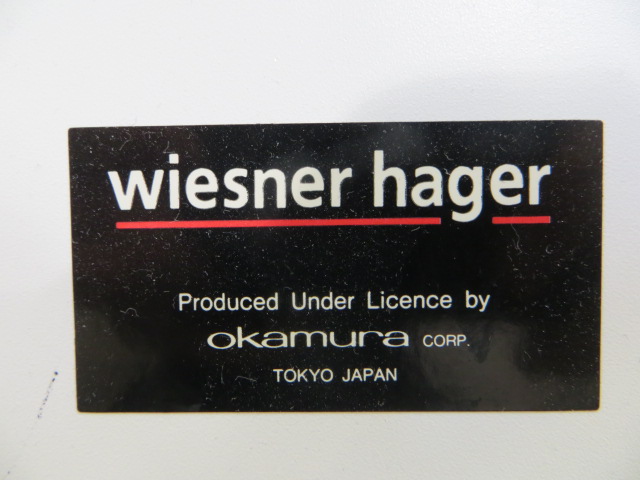 wiesner hager
Produced Under Licence by
okamura CORP.
TOKYO JAPAN